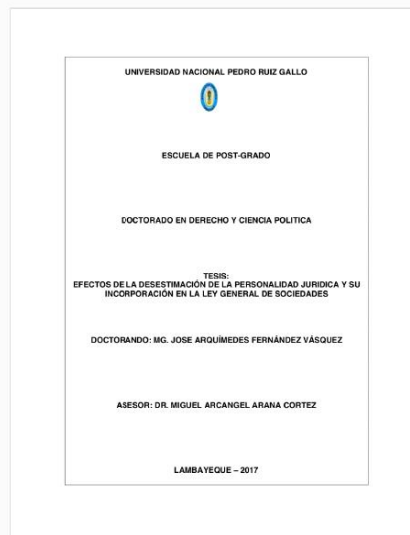 UNIVERSIDAD NACIONAL PEDRO RUIZ GALLO
ESCUELA DE POST-GRADO
DOCTORADO EN DERECHO Y CIENCIA POLITICA
TESIS:
EFECTOS DE LA DESESTIMACIÓN DE LA PERSONALIDAD JURIDICA Y SU
INCORPORACIÓN EN LA LEY GENERAL DE SOCIEDADES
DOCTORANDO: MG. JOSE ARQUÍMEDES FERNÁNDEZ VÁSQUEZ
ASESOR: DR. MIGUEL ARCANGEL ARANA CORTEZ
LAMBAYEQUE – 2017